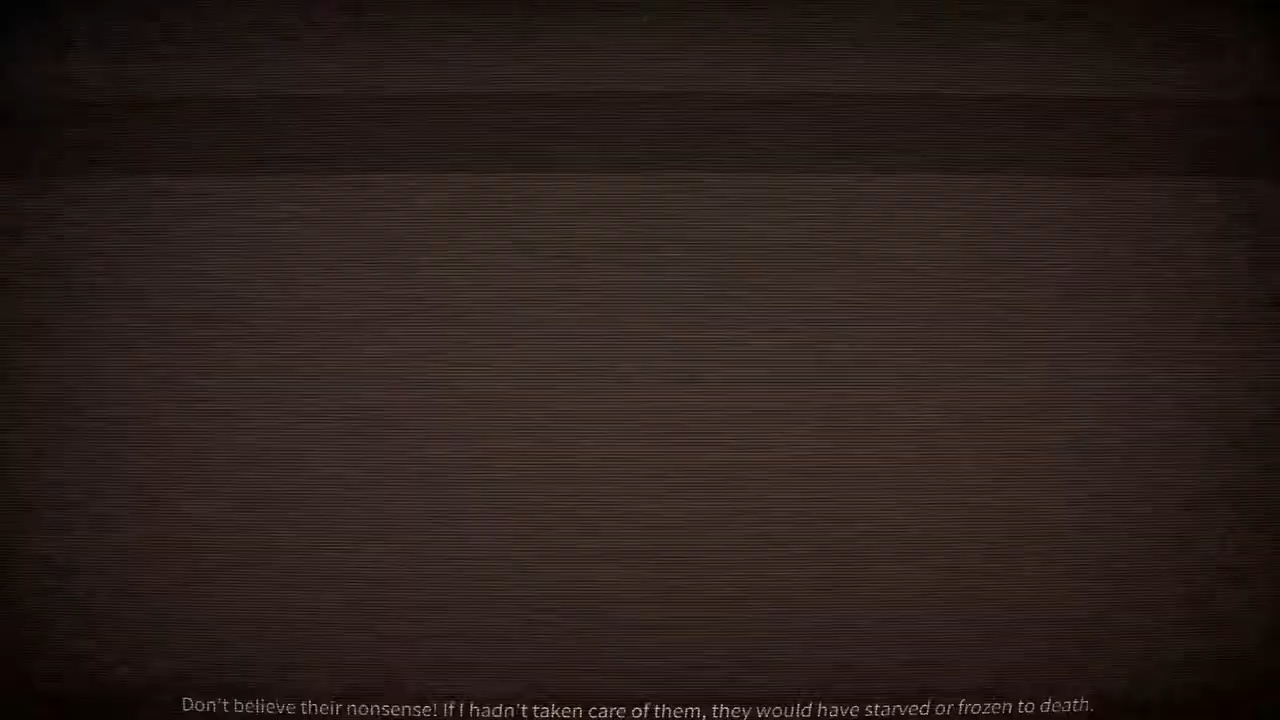 Don't believe their nonsense! If I hadn't taken care of them, they would have starved or frozen to death.